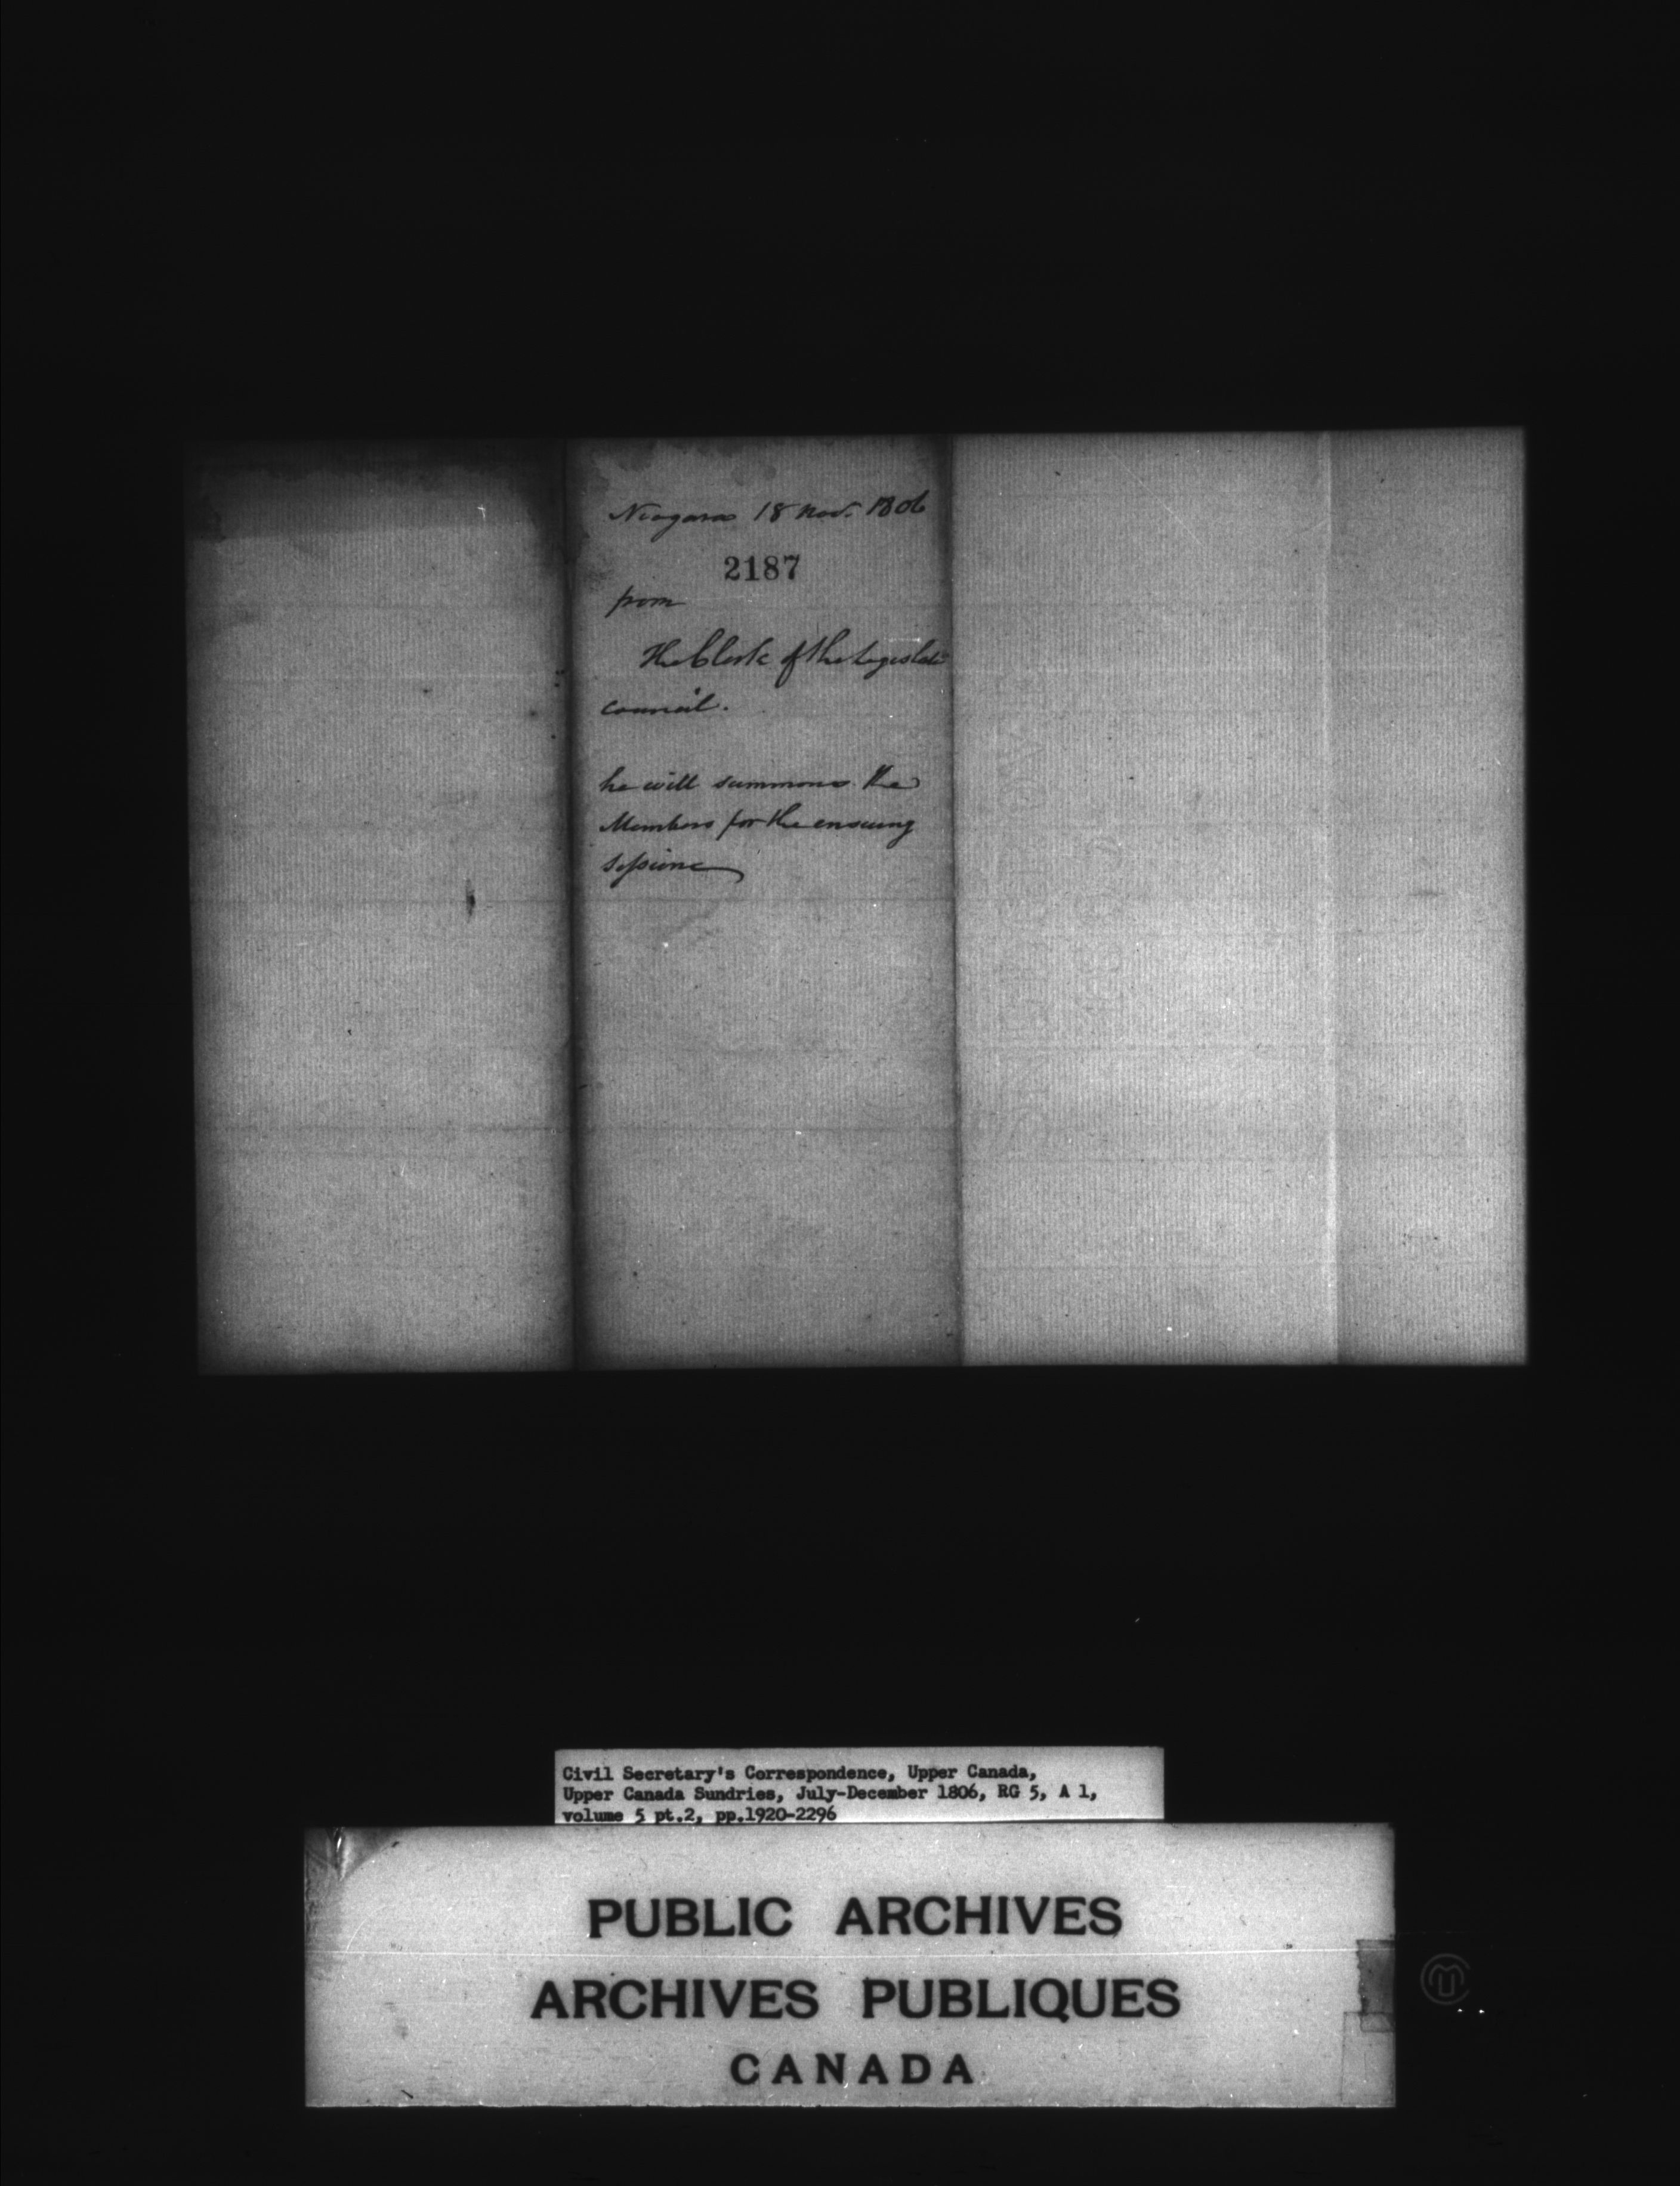 Niagara 18 Nov. 1806
2187
from
The Clerk of the Legislati
council.
he will summons the
Members for the ensuing
Sessions
Civil Secretary's Correspondence, Upper Canada,
Upper Canada Sundries, July-December 1806, RG 5, A 1,
volume 5 pt.2, pp.1920-2296
PUBLIC ARCHIVES
ARCHIVES PUBLIQUES
CANADA